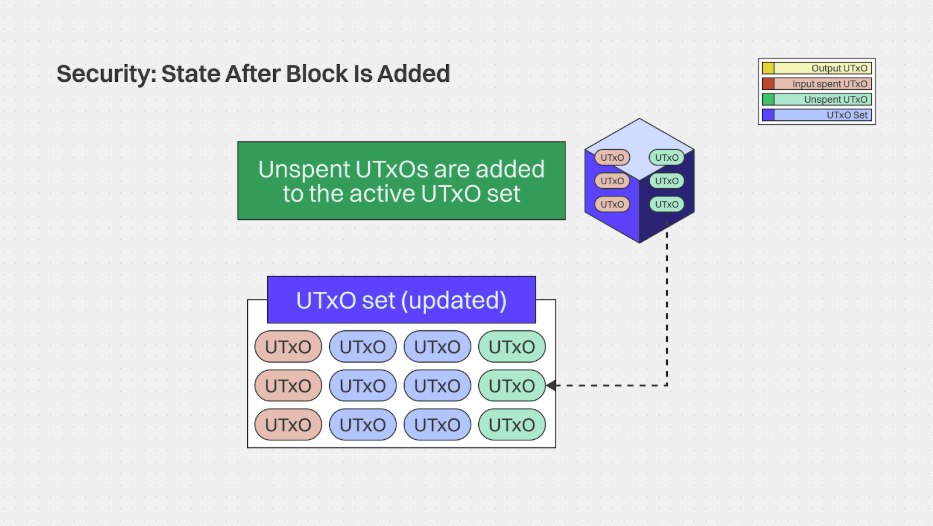 Security: State After Block Is Added
Output UTxO
Input spent UTxO
Unspent UTxO
UTxO Set
Unspent UTxOs are added
to the active UTxO set
UTxO UTxO
UTxO UTxO
UTxO UTxO
UTxO set (updated)
UTxO UTxO UTxO UTxO
UTxO UTxO UTxO UTxO
UTxO UTxO UTxO UTxO